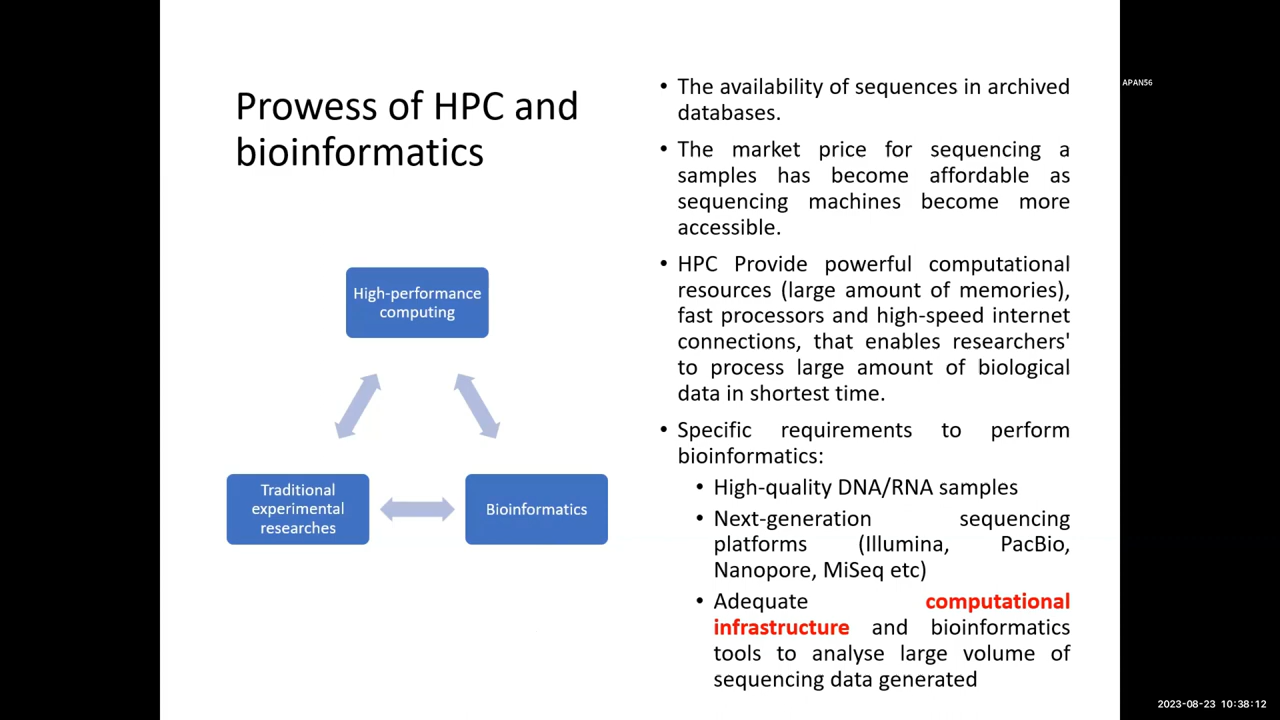 Prowess of HPC and
bioinformatics
High-performance
computing
Traditional
experimental
researches
Bioinformatics
• The availability of sequences in archived
databases.
• The market price for sequencing a
samples has become affordable as
sequencing machines become more
accessible.
• HPC Provide powerful computational
resources (large amount of memories),
fast processors and high-speed internet
connections, that enables researchers'
to process large amount of biological
data in shortest time.
• Specific requirements to perform
bioinformatics:
• High-quality DNA/RNA samples
• Next-generation sequencing
platforms (Illumina, PacBio,
Nanopore, MiSeq etc)
• Adequate computational
infrastructure and bioinformatics
tools to analyse large volume of
sequencing data generated
APAN56
2023-08-23 10:38:12